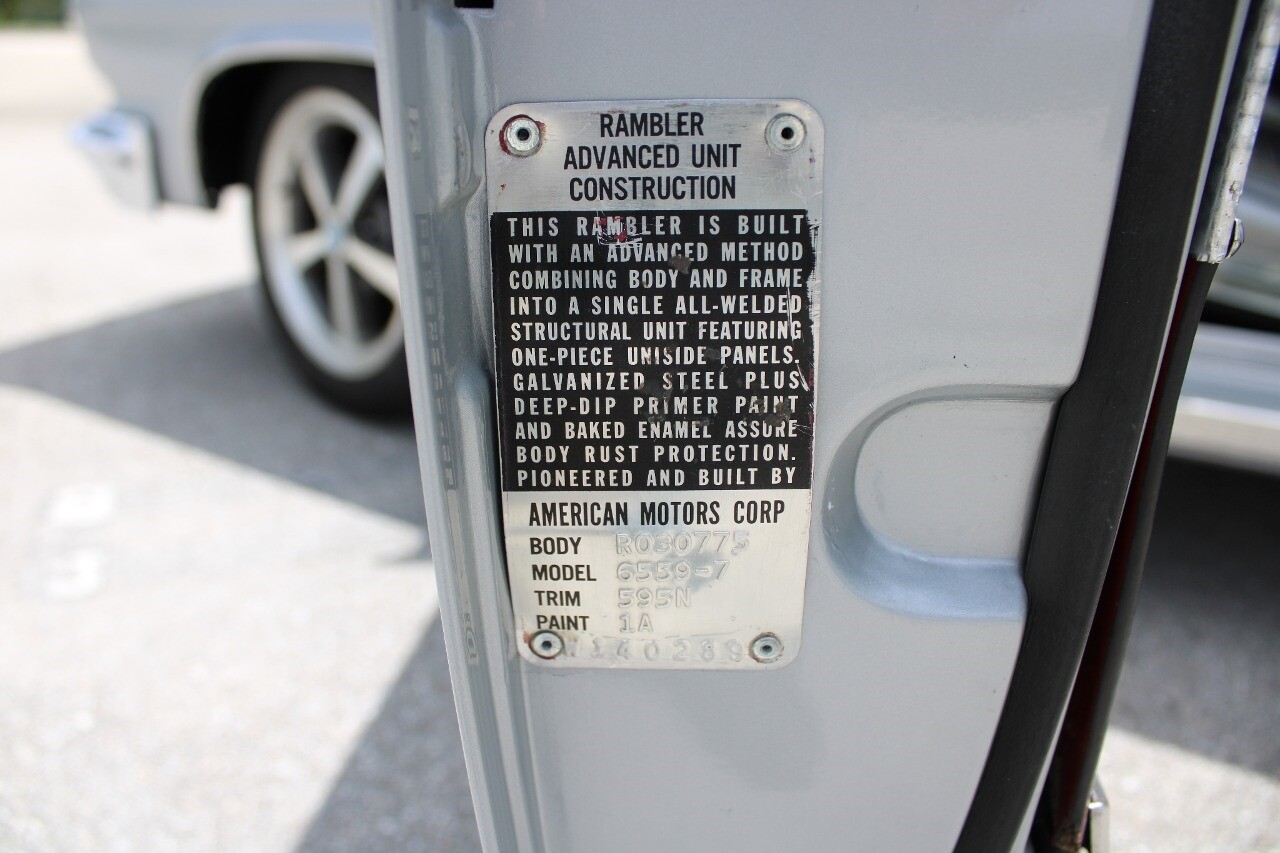 RAMBLER
ADVANCED UNIT
CONSTRUCTION
THIS RAMBLER IS BUILT
WITH AN ADVANCED METHOD
COMBINING BODY AND FRAME
INTO A SINGLE ALL-WELDED
STRUCTURAL UNIT FEATURING
ONE-PIECE UNISIDE PANELS.
GALVANIZED STEEL PLUS
DEEP-DIP PRIMER PAINT
AND BAKED ENAMEL ASSURE
BODY RUST PROTECTION.
PIONEERED AND BUILT BY
AMERICAN MOTORS CORP
BODY R030775
MODEL 6559-7
TRIM 595N
PAINT 1A